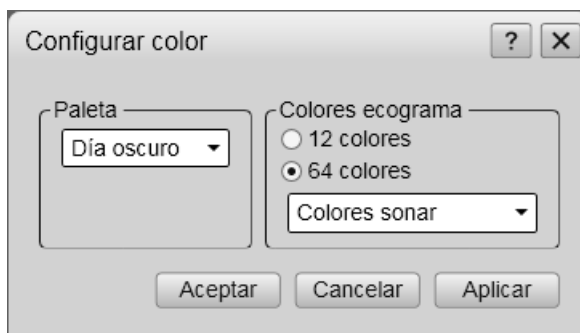 Configurar color
?
Paleta
Día oscuro
Colores ecograma
12 colores
64 colores
Colores sonar
Aceptar
Cancelar
Aplicar